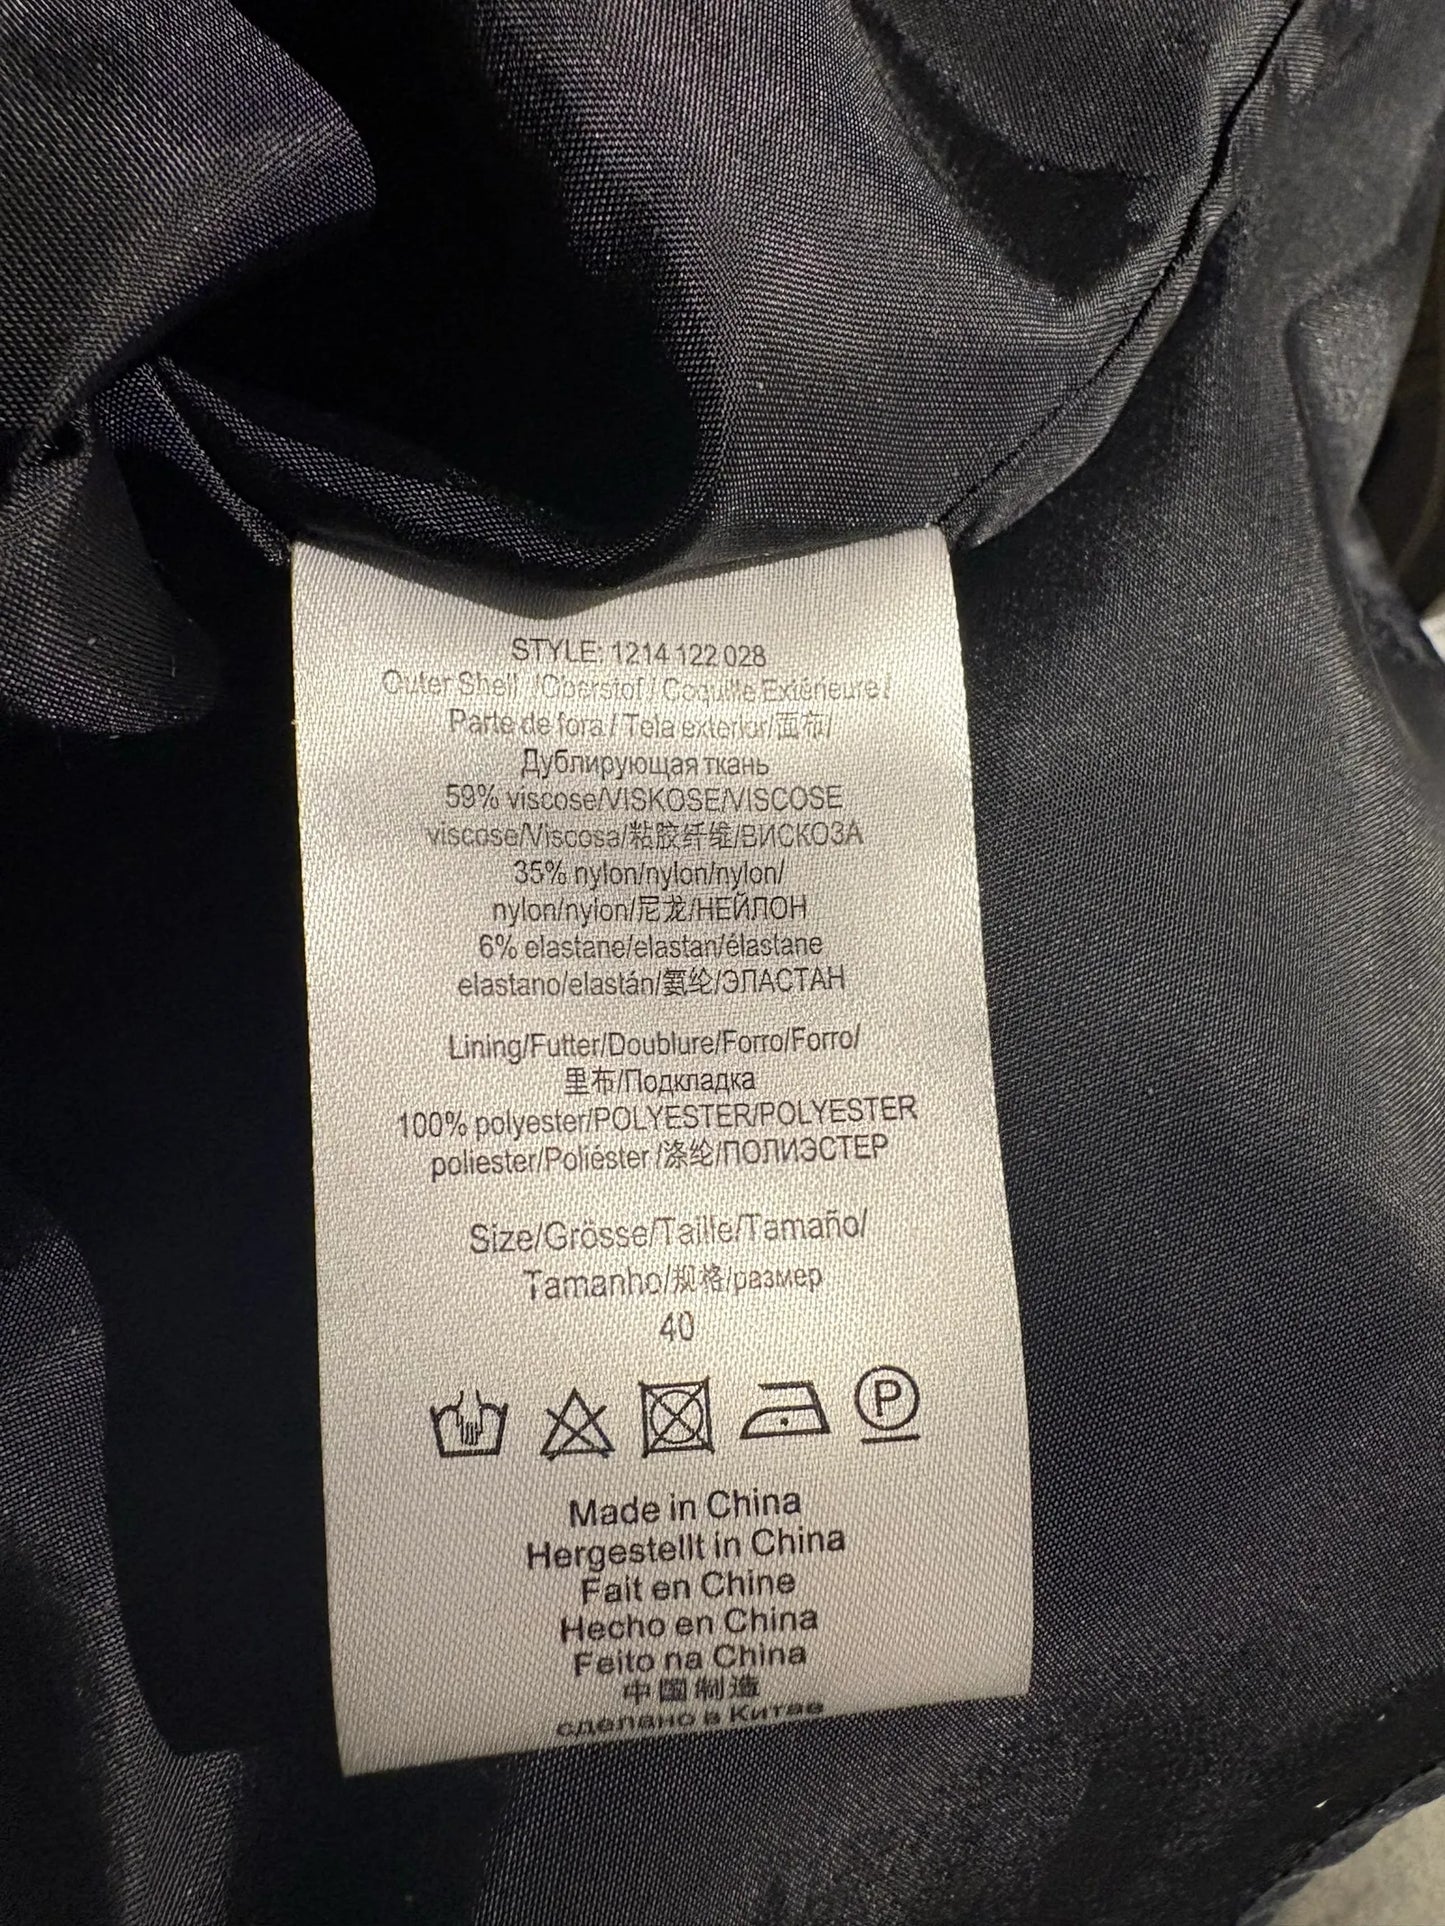 STYLE: 1214 122 028
Outer Shell /Oberstof / Coquille Extérieure /
Parte de fora / Tela exterior/面布/
Дублирующая ткань
59% viscose/VISKOSE/VISCOSE
viscose/Viscosa/粘胶纤维/ВИСКОЗА
35% nylon/nylon/nylon/
nylon/nylon/尼龙/НЕЙЛОН
6% elastane/elastan/élastane
elastano/elastán/氨纶/ЭЛАСТАН
Lining/Futter/Doublure/Forro/Forro/
里布/Подкладка
100% polyester/POLYESTER/POLYESTER
poliester/Poliéster /涤纶/ПОЛИЭСТЕР
Size/Grösse/Taille/Tamaño/
Tamanho/规格/размер
40
P
Made in China
Hergestellt in China
Fait en Chine
Hecho en China
Feito na China
中国制造
сделано в Китае